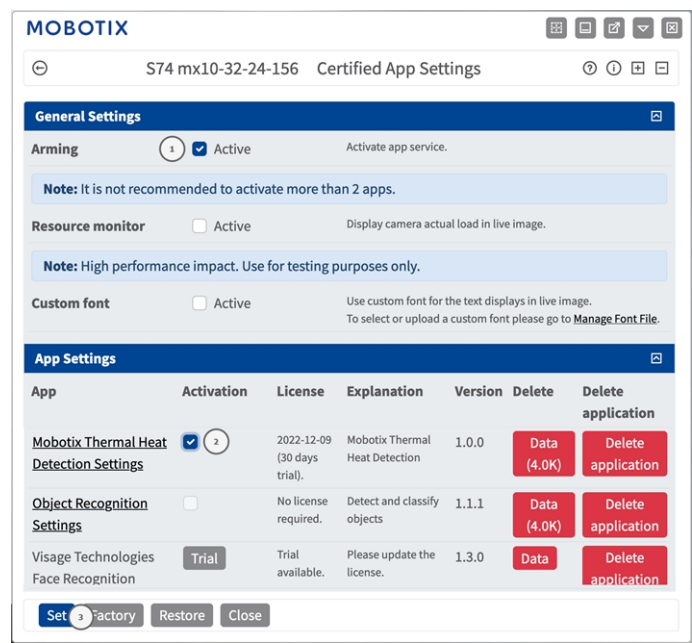 MOBOTIX
S74 mx10-32-24-156 Certified App Settings
General Settings
Arming
1
Active
Activate app service.
Note: It is not recommended to activate more than 2 apps.
Resource monitor
Active
Display camera actual load in live image.
Note: High performance impact. Use for testing purposes only.
Custom font
Active
Use custom font for the text displays in live image.
To select or upload a custom font please go to Manage Font File.
App Settings
App
Activation
License
Explanation
Version
Delete
Delete
application
Mobotix Thermal Heat
Detection Settings
2
2022-12-09
(30 days
trial).
Mobotix Thermal
Heat Detection
1.0.0
Data
(4.0K)
Delete
application
Object Recognition
Settings
No license
required.
Detect and classify
objects
1.1.1
Data
(4.0K)
Delete
application
Visage Technologies
Face Recognition
Trial
Trial
available.
Please update the
license.
1.3.0
Data
Delete
application
Set
3
Factory
Restore
Close